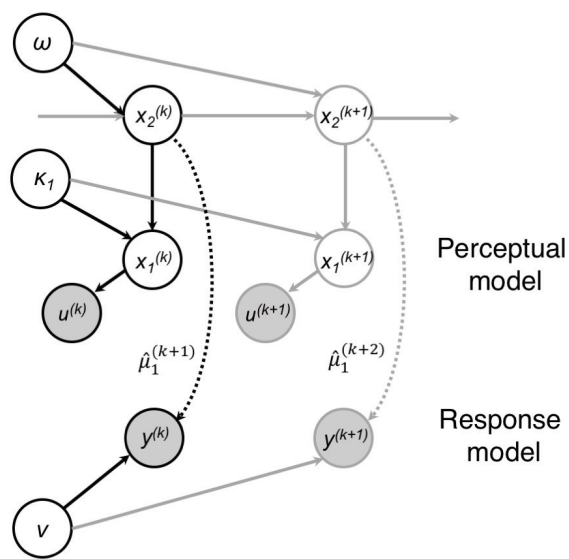 ω
x₂⁽ᵏ⁾
x₂⁽ᵏ⁺¹⁾
κ₁
x₁⁽ᵏ⁾
x₁⁽ᵏ⁺¹⁾
Perceptual
model
u⁽ᵏ⁾
u⁽ᵏ⁺¹⁾
μ̂₁⁽ᵏ⁺¹⁾
μ̂₁⁽ᵏ⁺²⁾
y⁽ᵏ⁾
y⁽ᵏ⁺¹⁾
Response
model
ν